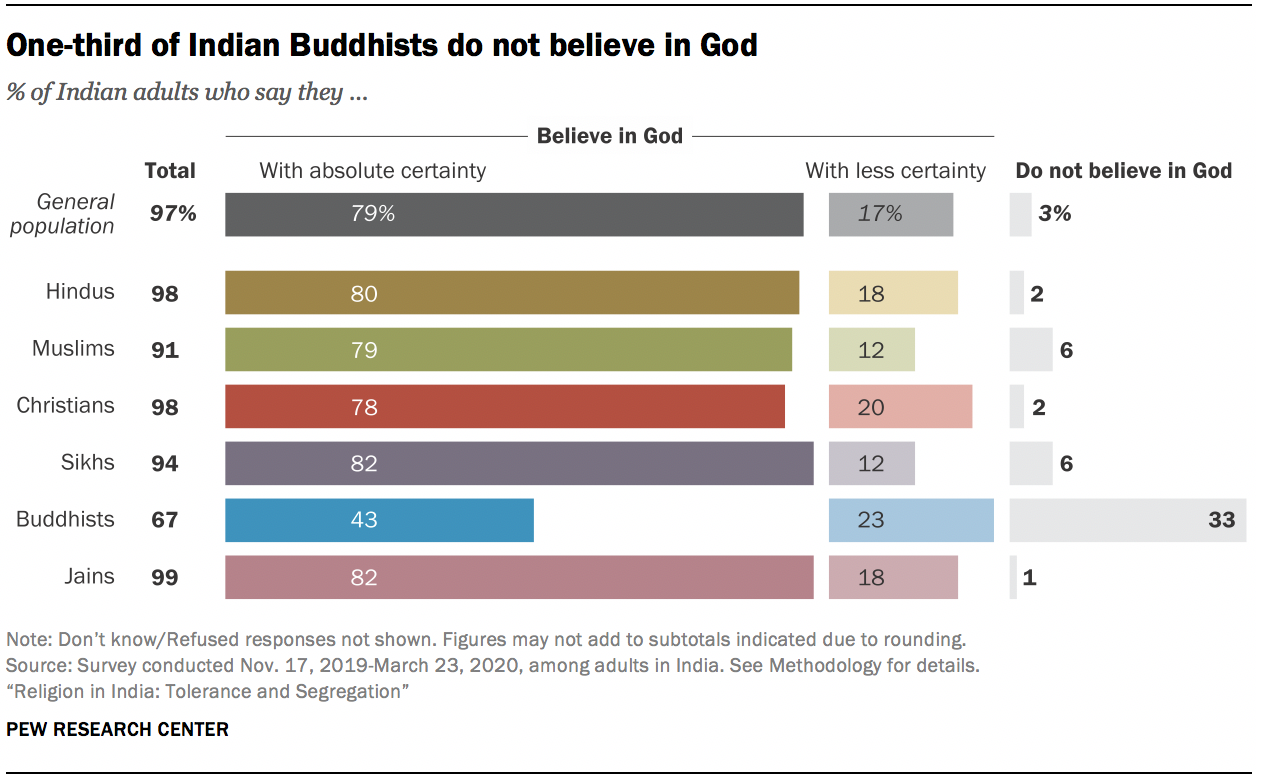 One-third of Indian Buddhists do not believe in God
% of Indian adults who say they ...
Believe in God
Total With absolute certainty With less certainty Do not believe in God
General population 97% 79% 17% 3%
Hindus 98 80 18 2
Muslims 91 79 12 6
Christians 98 78 20 2
Sikhs 94 82 12 6
Buddhists 67 43 23 33
Jains 99 82 18 1
Note: Don’t know/Refused responses not shown. Figures may not add to subtotals indicated due to rounding.
Source: Survey conducted Nov. 17, 2019-March 23, 2020, among adults in India. See Methodology for details.
“Religion in India: Tolerance and Segregation”
PEW RESEARCH CENTER